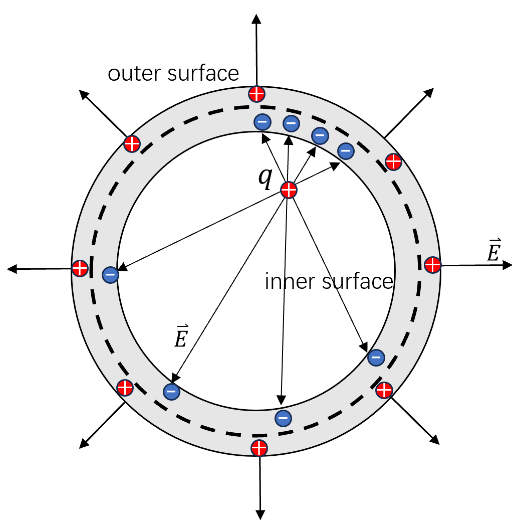 outer surface
q
E⃗
inner surface
E⃗